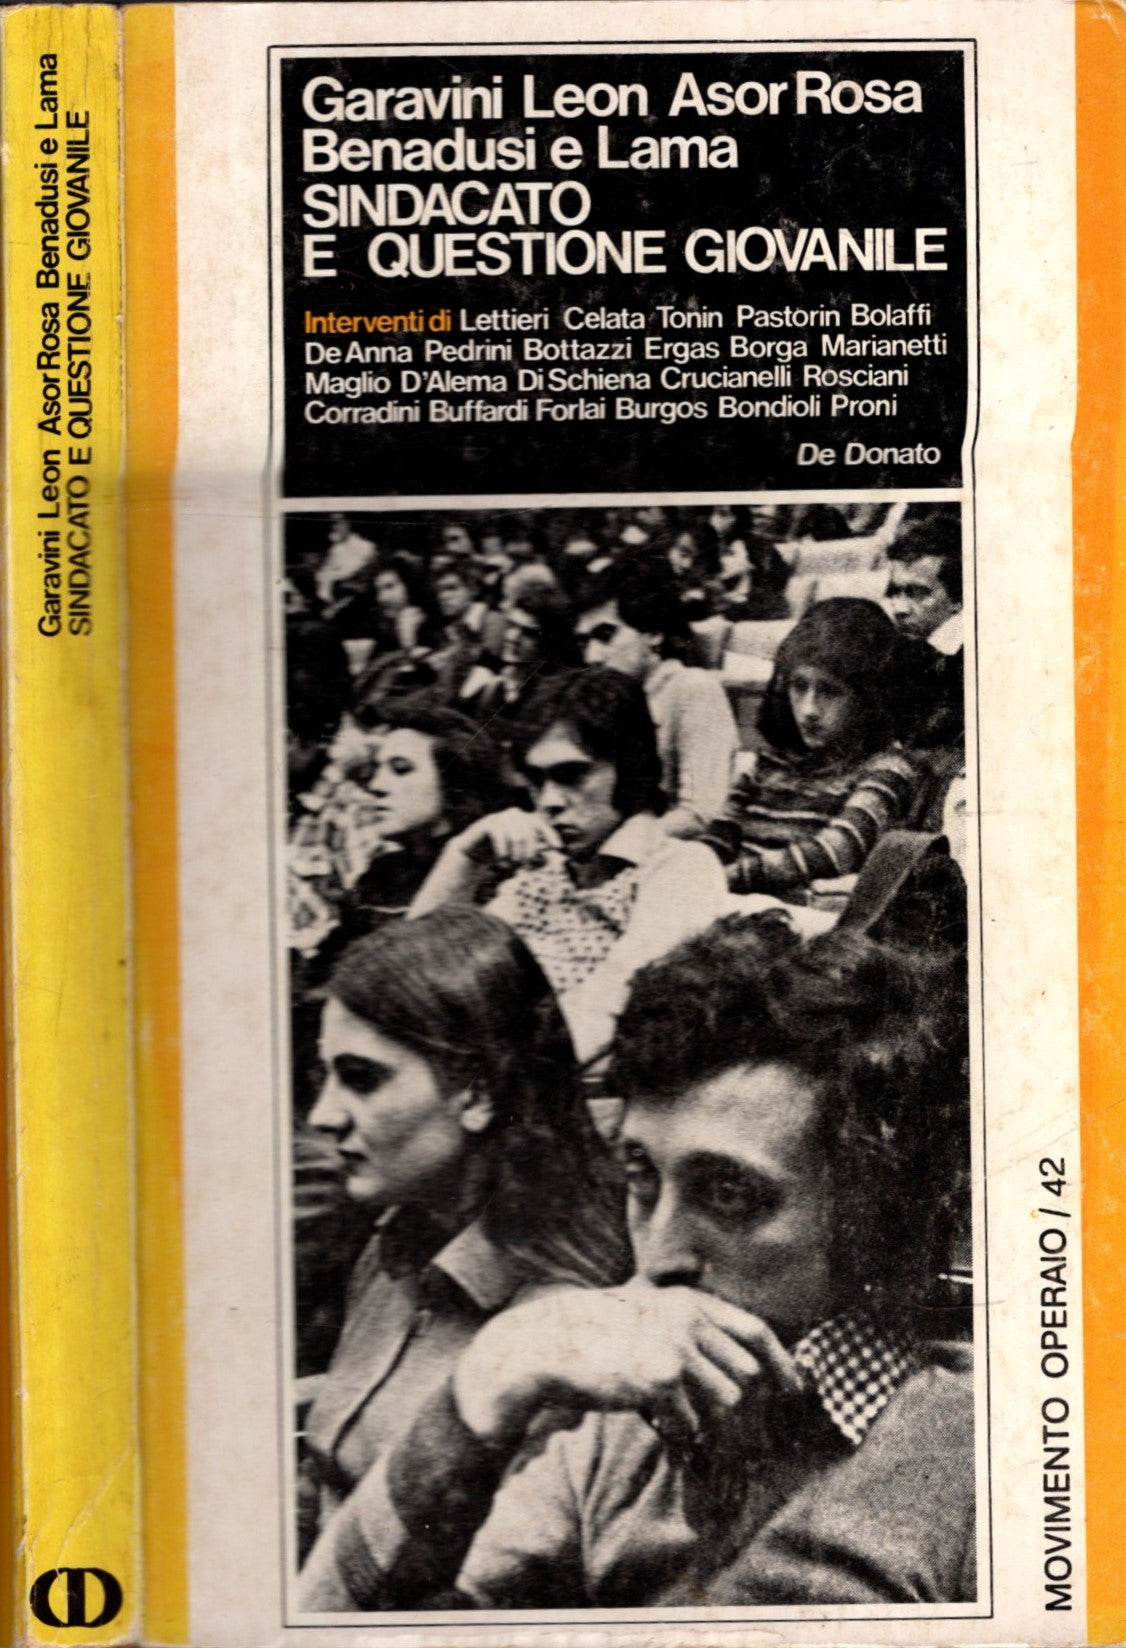 Garavini Leon Asor Rosa Benadusi e Lama
SINDACATO E QUESTIONE GIOVANILE
Garavini Leon Asor Rosa
Benadusi e Lama
SINDACATO
E QUESTIONE GIOVANILE
Interventi di Lettieri Celata Tonin Pastorin Bolaffi
De Anna Pedrini Bottazzi Ergas Borga Marianetti
Maglio D'Alema Di Schiena Crucianelli Rosciani
Corradini Buffardi Forlai Burgos Bondioli Proni
De Donato
MOVIMENTO OPERAIO / 42